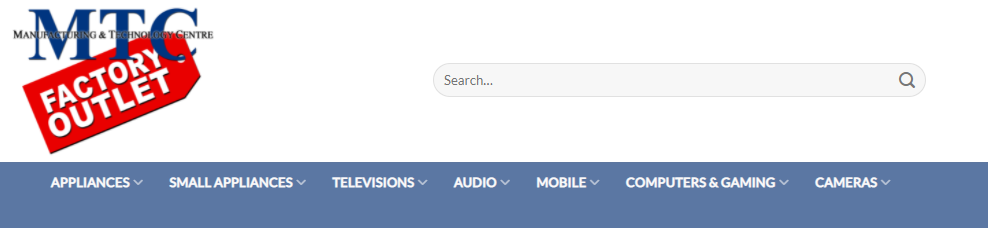 MTC
MANUFACTURING & TECHNOLOGY CENTRE
FACTORY
OUTLET
Search...
APPLIANCES
SMALL APPLIANCES
TELEVISIONS
AUDIO
MOBILE
COMPUTERS & GAMING
CAMERAS